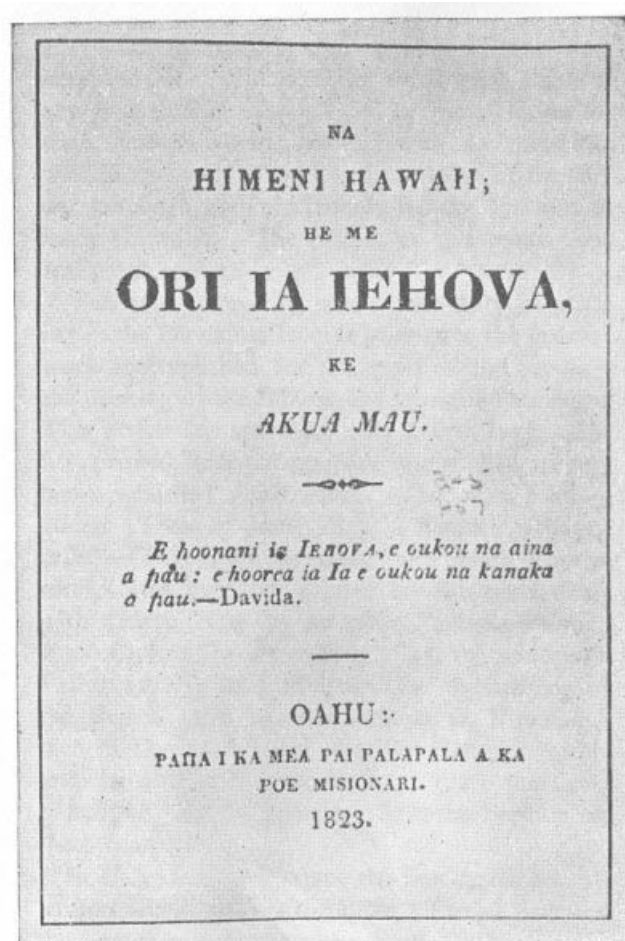 NA
HIMENI HAWAII;
HE ME
ORI IA IEHOVA,
KE
AKUA MAU.
E hoonani ia IEHOVA, e oukou na aina
a pau: e hoorea ia Ia e oukou na kanaka
a pau.—Davida.
OAHU:
PAIIA I KA MEA PAI PALAPALA A KA
POE MISIONARI.
1823.